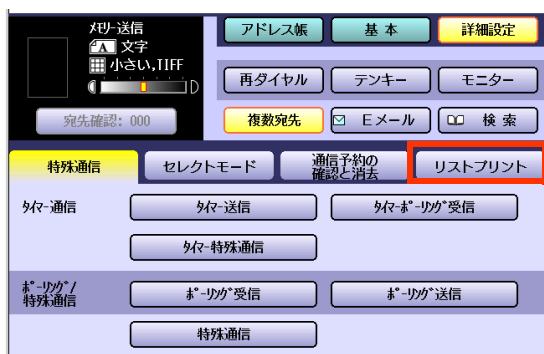 ﾒﾓﾘｰ送信
A 文字
小さい,TIFF
D
宛先確認: 000
アドレス帳
基本
詳細設定
再ダイヤル
テンキー
モニター
複数宛先
Eメール
検索
特殊通信
セレクトモード
通信予約の
確認と消去
リストプリント
ﾀｲﾏｰ通信
ﾀｲﾏｰ送信
ﾀｲﾏｰﾎﾟｰﾘﾝｸﾞ受信
ﾀｲﾏｰ特殊通信
ﾎﾟｰﾘﾝｸﾞ/
特殊通信
ﾎﾟｰﾘﾝｸﾞ受信
ﾎﾟｰﾘﾝｸﾞ送信
特殊通信